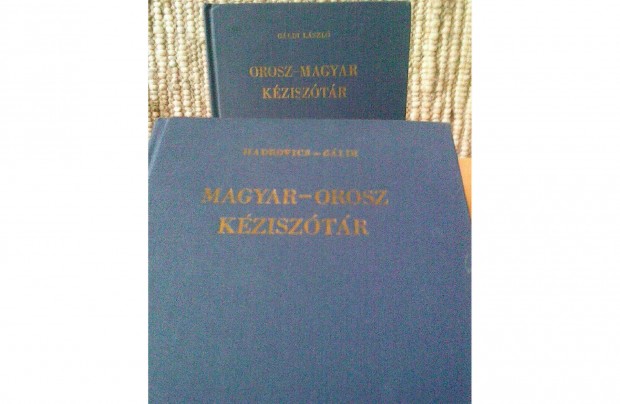 GÁLDI LÁSZLÓ
OROSZ-MAGYAR
KÉZISZÓTÁR
HADROVICS-GÁLDI
MAGYAR-OROSZ
KÉZISZÓTÁR